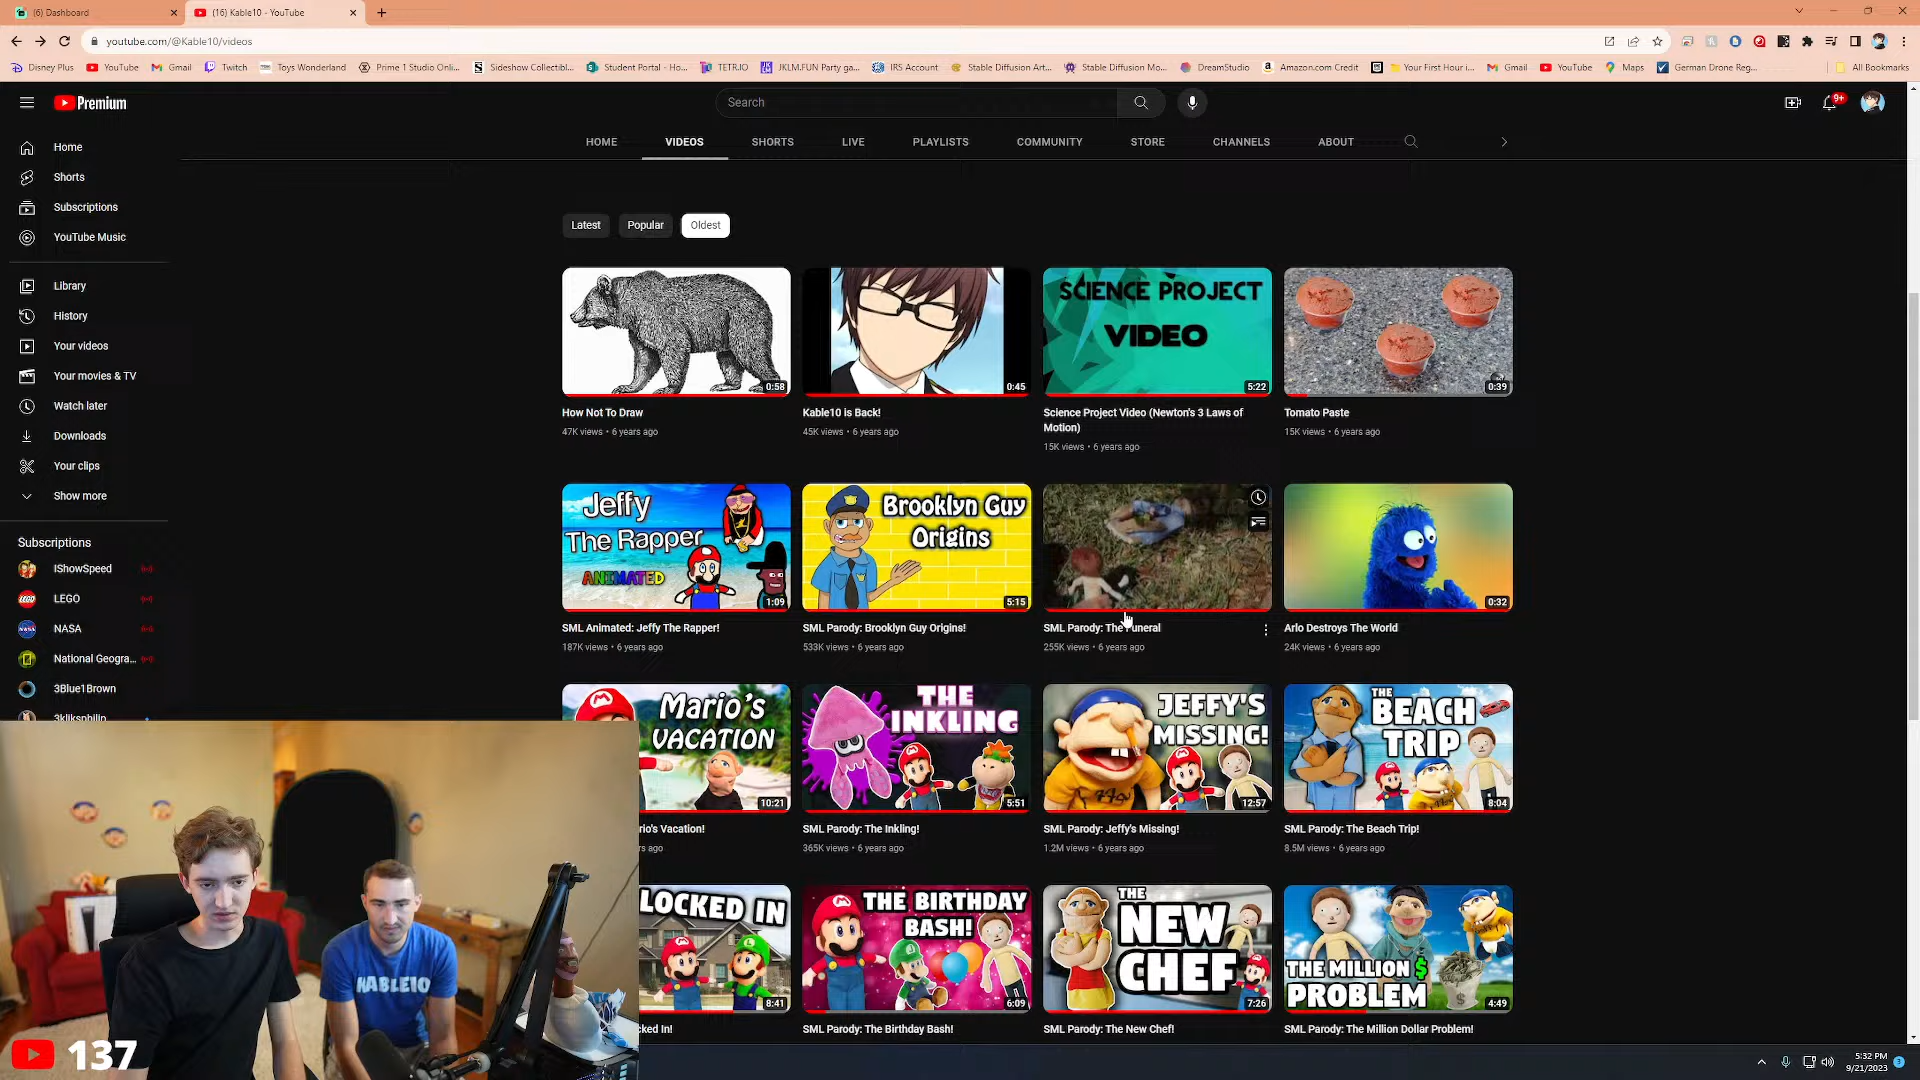 (6) Dashboard
(16) Kable10 - YouTube
youtube.com/@Kable10/videos
Disney Plus YouTube Gmail Twitch Toys Wonderland Prime 1 Studio Onli... Sideshow Collectibl... Student Portal - Ho... TETR.IO JKLM.FUN Party ga... IRS Account Stable Diffusion Art... Stable Diffusion Mo... DreamStudio Amazon.com Credit Your First Hour i... Gmail YouTube Maps German Drone Reg... All Bookmarks
Premium
Search
9+
HOME VIDEOS SHORTS LIVE PLAYLISTS COMMUNITY STORE CHANNELS ABOUT
Home
Shorts
Subscriptions
YouTube Music
Library
History
Your videos
Your movies & TV
Watch later
Downloads
Your clips
Show more
Subscriptions
IShowSpeed
LEGO
NASA
National Geogra...
3Blue1Brown
3kliksphilip
Latest Popular Oldest
0:58
How Not To Draw
47K views • 6 years ago
0:45
Kable10 is Back!
45K views • 6 years ago
SCIENCE PROJECT
VIDEO
5:22
Science Project Video (Newton's 3 Laws of
Motion)
15K views • 6 years ago
0:39
Tomato Paste
15K views • 6 years ago
Jeffy
The Rapper
ANIMATED
1:09
SML Animated: Jeffy The Rapper!
187K views • 6 years ago
Brooklyn Guy
Origins
5:15
SML Parody: Brooklyn Guy Origins!
533K views • 6 years ago
SML Parody: The Funeral
255K views • 6 years ago
0:32
Arlo Destroys The World
24K views • 6 years ago
Mario's
VACATION
10:21
rio's Vacation!
rs ago
THE
INKLING
5:51
SML Parody: The Inkling!
365K views • 6 years ago
JEFFY'S
MISSING!
12:57
SML Parody: Jeffy's Missing!
1.2M views • 6 years ago
THE
BEACH
TRIP
8:04
SML Parody: The Beach Trip!
8.5M views • 6 years ago
LOCKED IN
8:41
cked In!
THE BIRTHDAY
BASH!
6:09
SML Parody: The Birthday Bash!
THE
NEW
CHEF
7:26
SML Parody: The New Chef!
THE MILLION $
PROBLEM
4:49
SML Parody: The Million Dollar Problem!
KABLE10
137
5:32 PM
9/21/2023
3